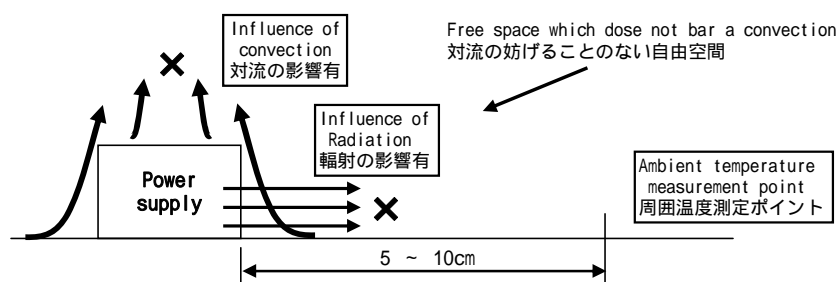 Influence of
convection
対流の影響有
Free space which dose not bar a convection
対流の妨げることのない自由空間
Influence of
Radiation
輻射の影響有
Power
supply
Ambient temperature
measurement point
周囲温度測定ポイント
5 ～ 10cm